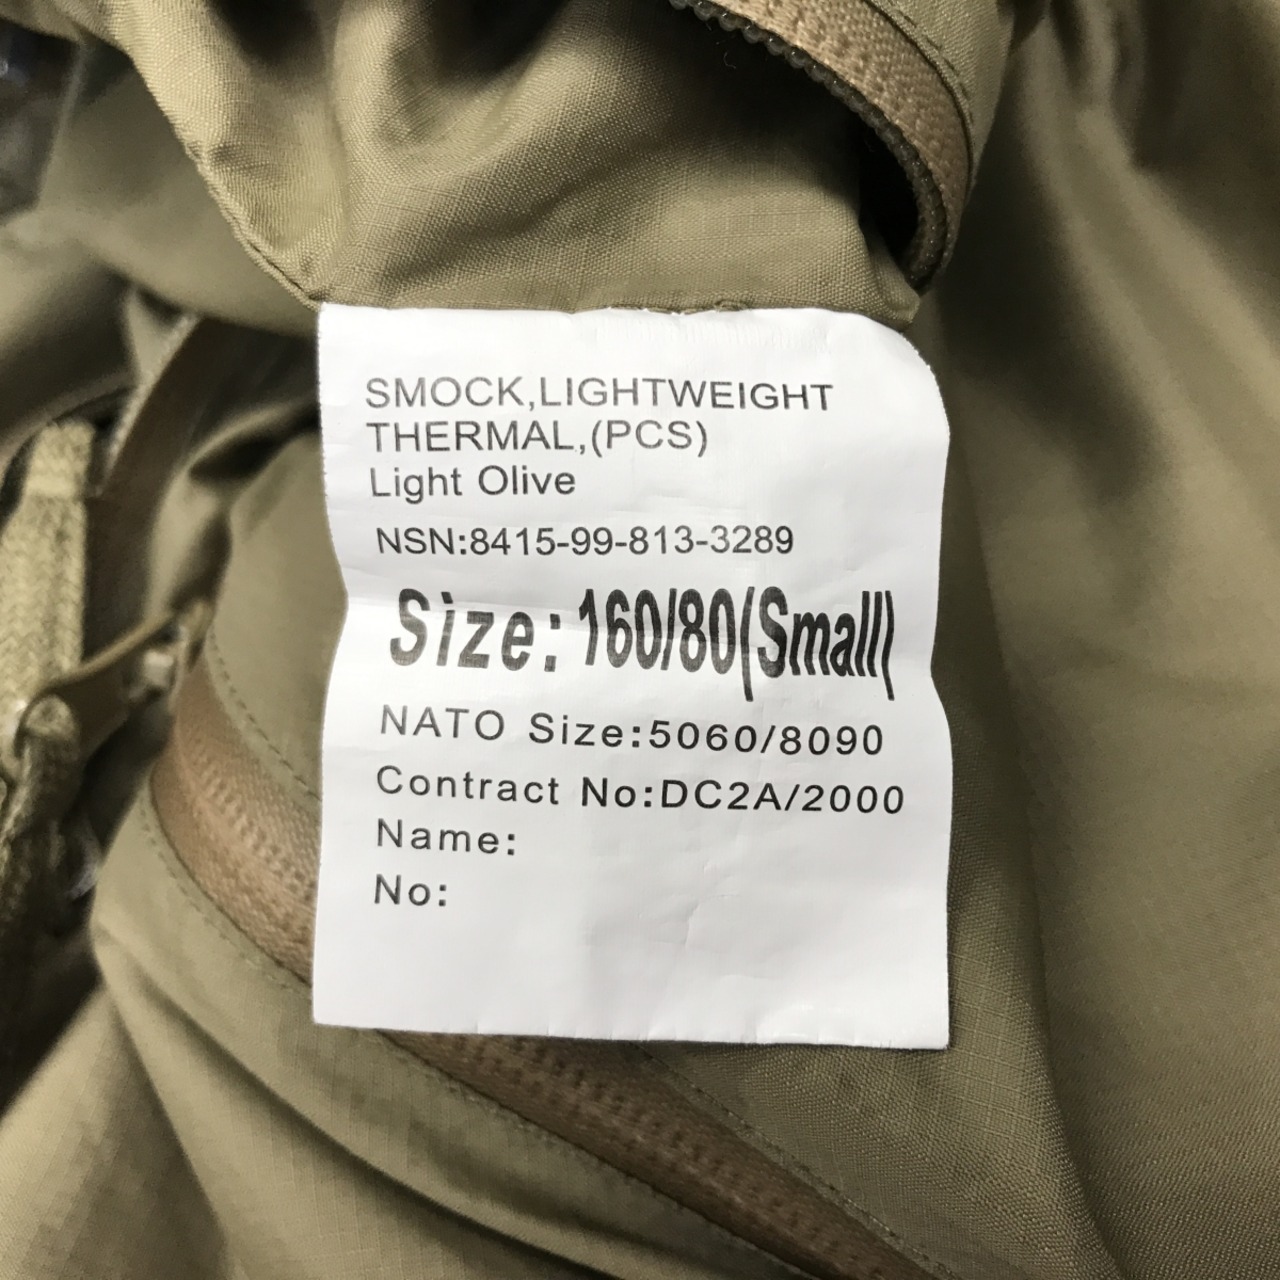 SMOCK,LIGHTWEIGHT
THERMAL,(PCS)
Light Olive
NSN:8415-99-813-3289
Size:160/80(Small)
NATO Size:5060/8090
Contract No:DC2A/2000
Name:
No: